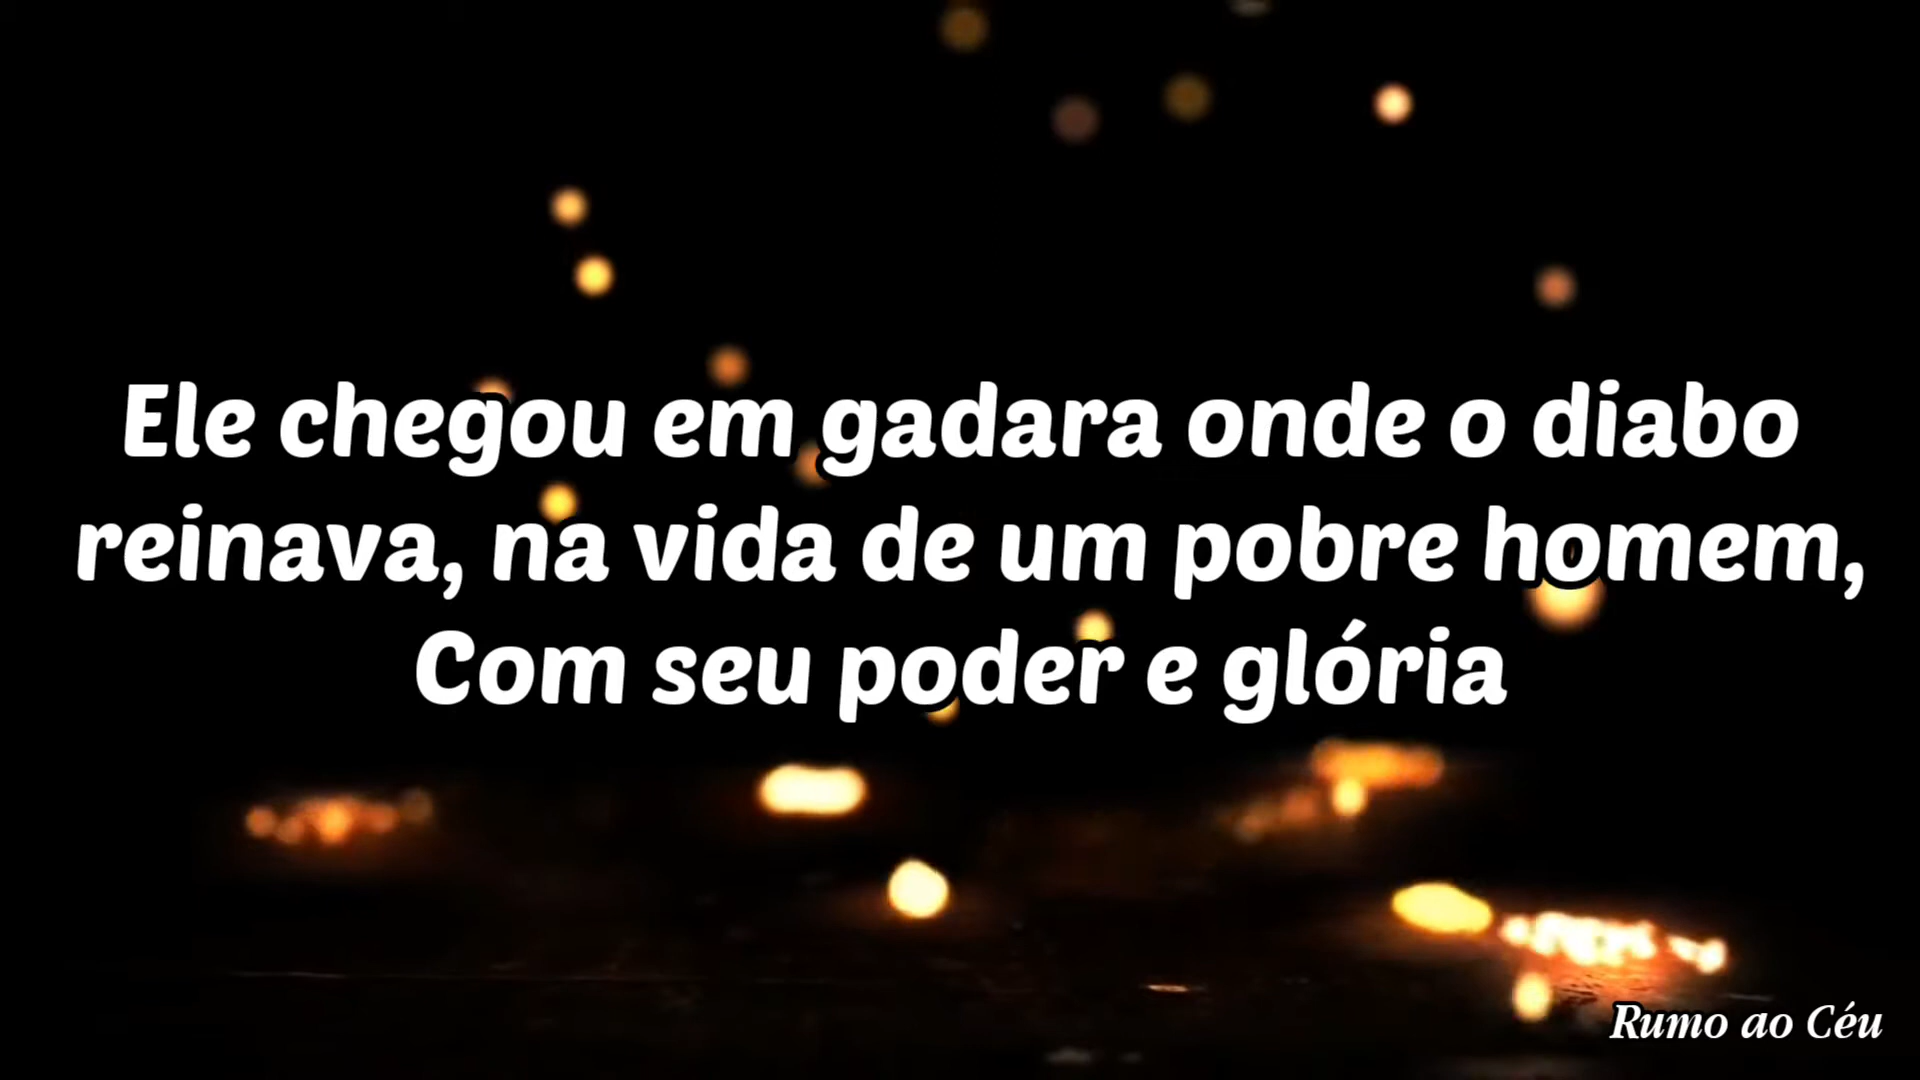 Ele chegou em gadara onde o diabo
reinava, na vida de um pobre homem,
Com seu poder e glória
Rumo ao Céu